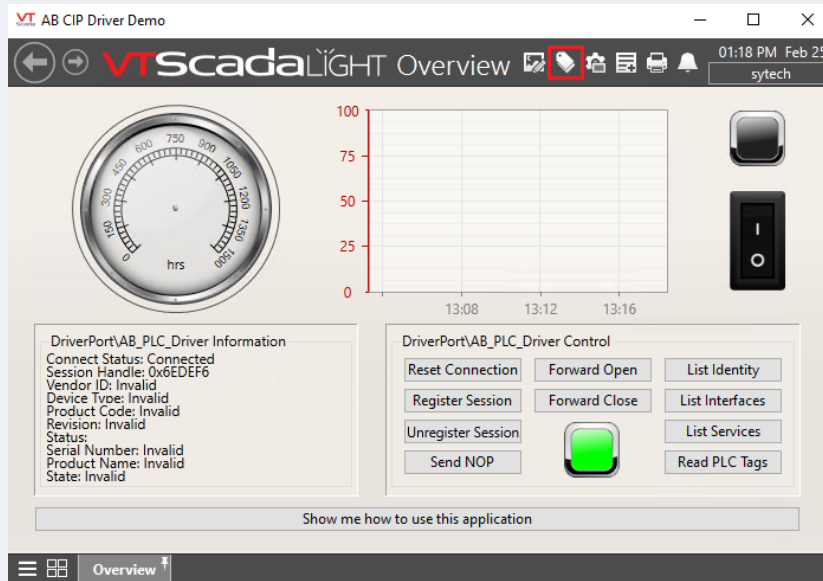 VT Scada AB CIP Driver Demo
VTScadaLIGHT Overview
01:18 PM Feb 25
sytech
0
150
300
450
600
750
900
1050
1200
1350
1500
hrs
100
75
50
25
0
13:08 13:12 13:16
I
O
DriverPort\AB_PLC_Driver Information
Connect Status: Connected
Session Handle: 0x6EDEF6
Vendor ID: Invalid
Device Type: Invalid
Product Code: Invalid
Revision: Invalid
Status:
Serial Number: Invalid
Product Name: Invalid
State: Invalid
DriverPort\AB_PLC_Driver Control
Reset Connection Forward Open List Identity
Register Session Forward Close List Interfaces
Unregister Session List Services
Send NOP Read PLC Tags
Show me how to use this application
Overview